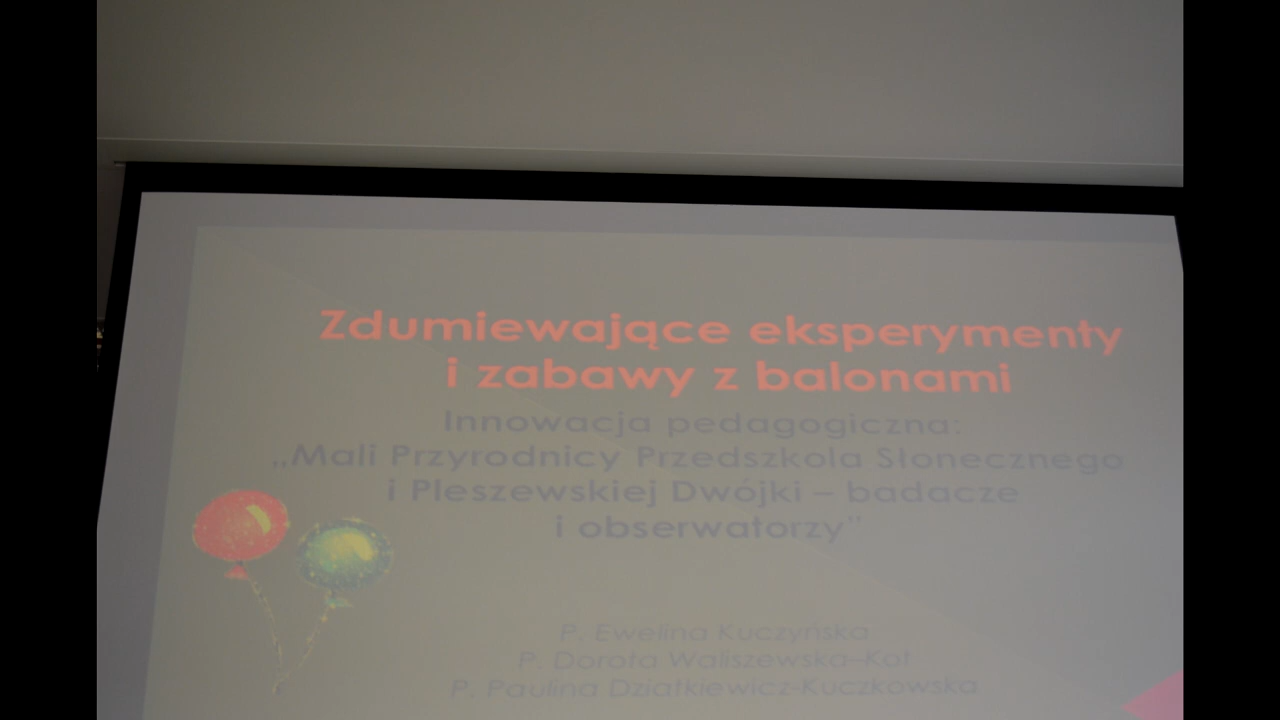 Zdumiewające eksperymenty
i zabawy z balonami
Innowacja pedagogiczna:
„Mali Przyrodnicy Przedszkola Słonecznego
i Pleszewskiej Dwójki – badacze
i obserwatorzy”
P. Ewelina Kuczyńska
P. Dorota Waliszewska–Kot
P. Paulina Dziatkiewicz-Kuczkowska